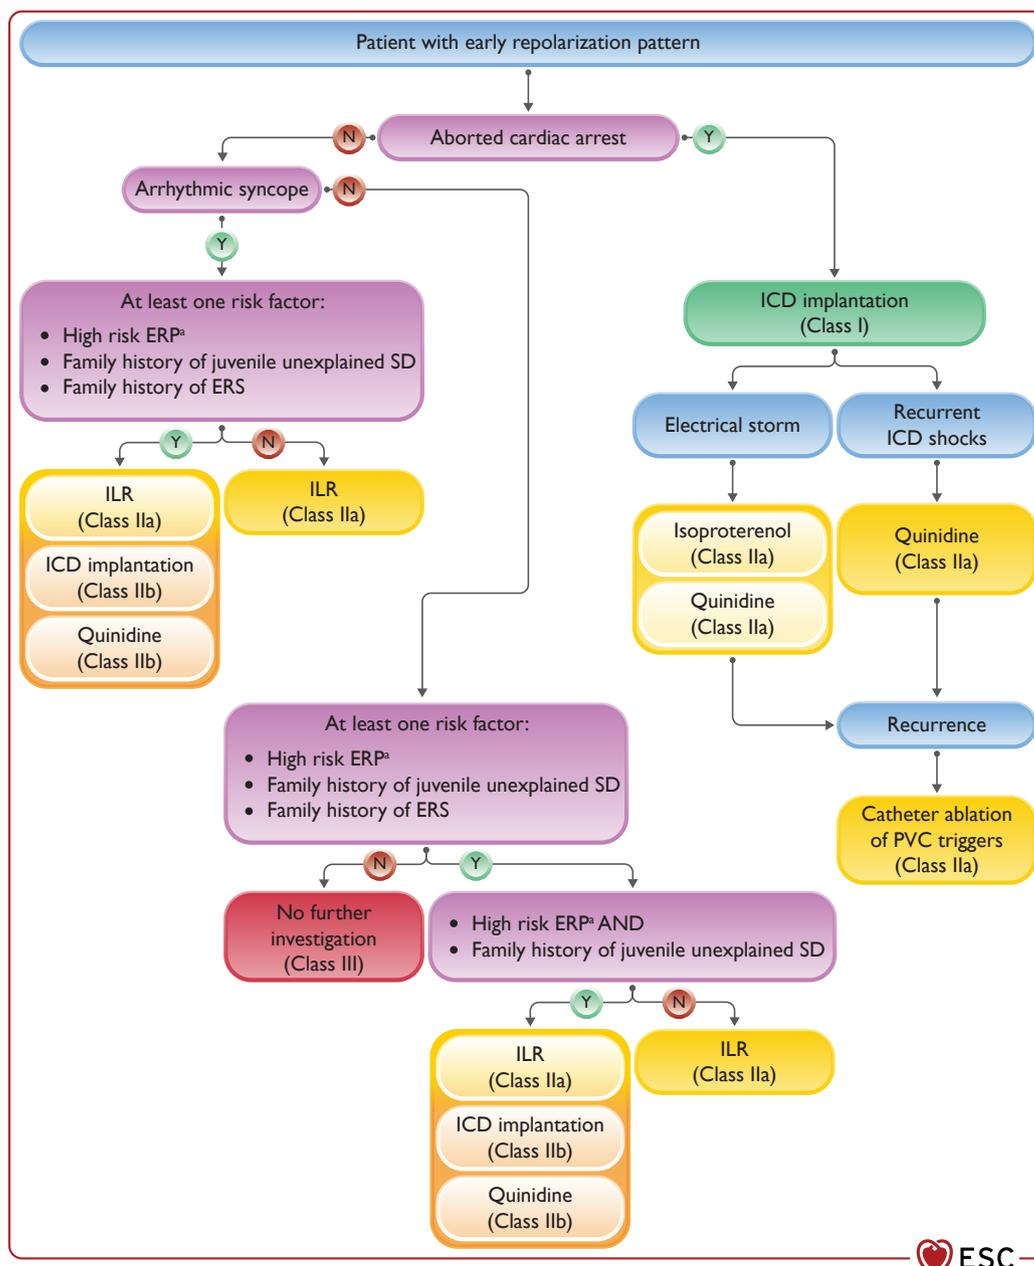 Patient with early repolarization pattern
N
Aborted cardiac arrest
Y
Arrhythmic syncope
N
Y
At least one risk factor:
• High risk ERPᵃ
• Family history of juvenile unexplained SD
• Family history of ERS
Y
N
ILR
(Class IIa)
ICD implantation
(Class IIb)
Quinidine
(Class IIb)
ILR
(Class IIa)
ICD implantation
(Class I)
Electrical storm
Recurrent
ICD shocks
Isoproterenol
(Class IIa)
Quinidine
(Class IIa)
Quinidine
(Class IIa)
Recurrence
Catheter ablation
of PVC triggers
(Class IIa)
At least one risk factor:
• High risk ERPᵃ
• Family history of juvenile unexplained SD
• Family history of ERS
N
Y
No further
investigation
(Class III)
• High risk ERPᵃ AND
• Family history of juvenile unexplained SD
Y
N
ILR
(Class IIa)
ICD implantation
(Class IIb)
Quinidine
(Class IIb)
ILR
(Class IIa)
ESC